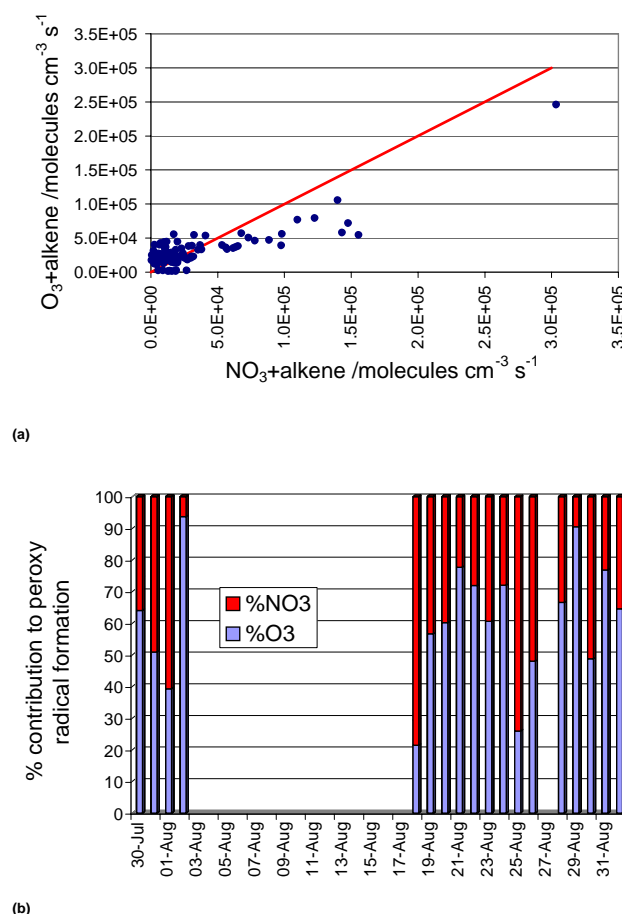 3.5E+05
3.0E+05
2.5E+05
2.0E+05
1.5E+05
1.0E+05
5.0E+04
0.0E+00
O3+alkene /molecules cm-3 s-1
0.0E+00 5.0E+04 1.0E+05 1.5E+05 2.0E+05 2.5E+05 3.0E+05 3.5E+05
NO3+alkene /molecules cm-3 s-1
(a)
100
90
80
70
60
50
40
30
20
10
0
% contribution to peroxy
radical formation
%NO3
%O3
30-Jul 01-Aug 03-Aug 05-Aug 07-Aug 09-Aug 11-Aug 13-Aug 15-Aug 17-Aug 19-Aug 21-Aug 23-Aug 25-Aug 27-Aug 29-Aug 31-Aug
(b)